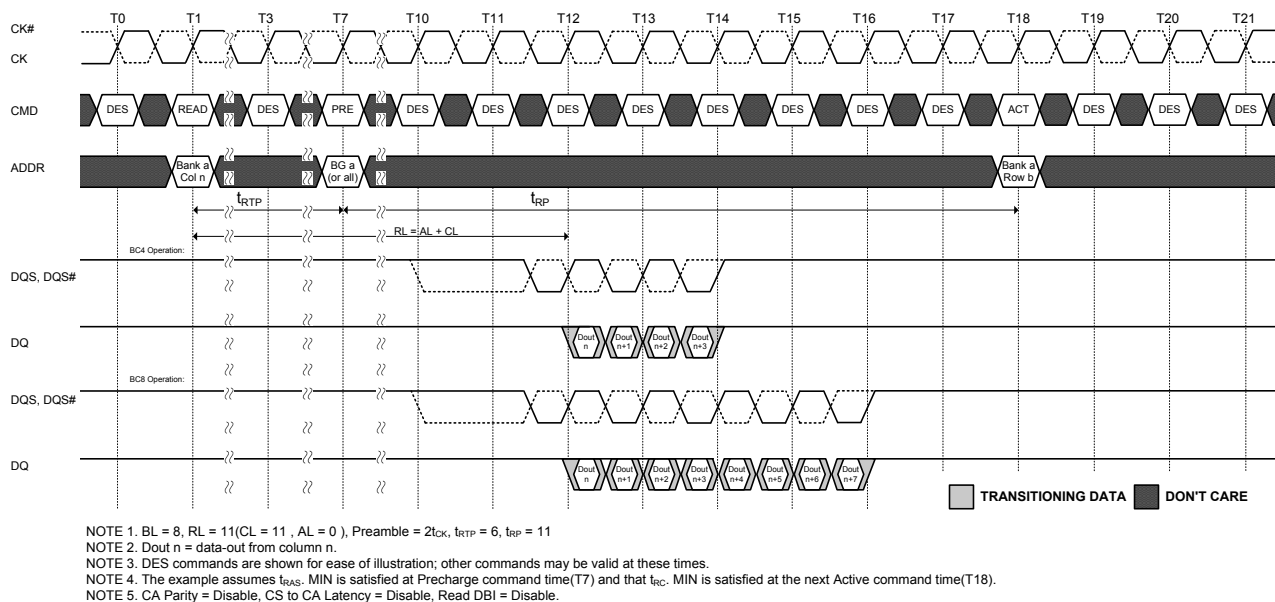 T0 T1 T3 T7 T10 T11 T12 T13 T14 T15 T16 T17 T18 T19 T20 T21
CK#
CK
CMD DES READ DES PRE DES DES DES DES DES DES DES DES ACT DES DES DES
ADDR
Bank a
Col n
BG a
(or all)
Bank a
Row b
tRTP tRP
RL = AL + CL
BC4 Operation:
DQS, DQS#
DQ
Dout
n
Dout
n+1
Dout
n+2
Dout
n+3
BC8 Operation:
DQS, DQS#
DQ
Dout
n
Dout
n+1
Dout
n+2
Dout
n+3
Dout
n+4
Dout
n+5
Dout
n+6
Dout
n+7
TRANSITIONING DATA DON'T CARE
NOTE 1. BL = 8, RL = 11(CL = 11 , AL = 0 ), Preamble = 2tCK, tRTP = 6, tRP = 11
NOTE 2. Dout n = data-out from column n.
NOTE 3. DES commands are shown for ease of illustration; other commands may be valid at these times.
NOTE 4. The example assumes tRAS. MIN is satisfied at Precharge command time(T7) and that tRC. MIN is satisfied at the next Active command time(T18).
NOTE 5. CA Parity = Disable, CS to CA Latency = Disable, Read DBI = Disable.